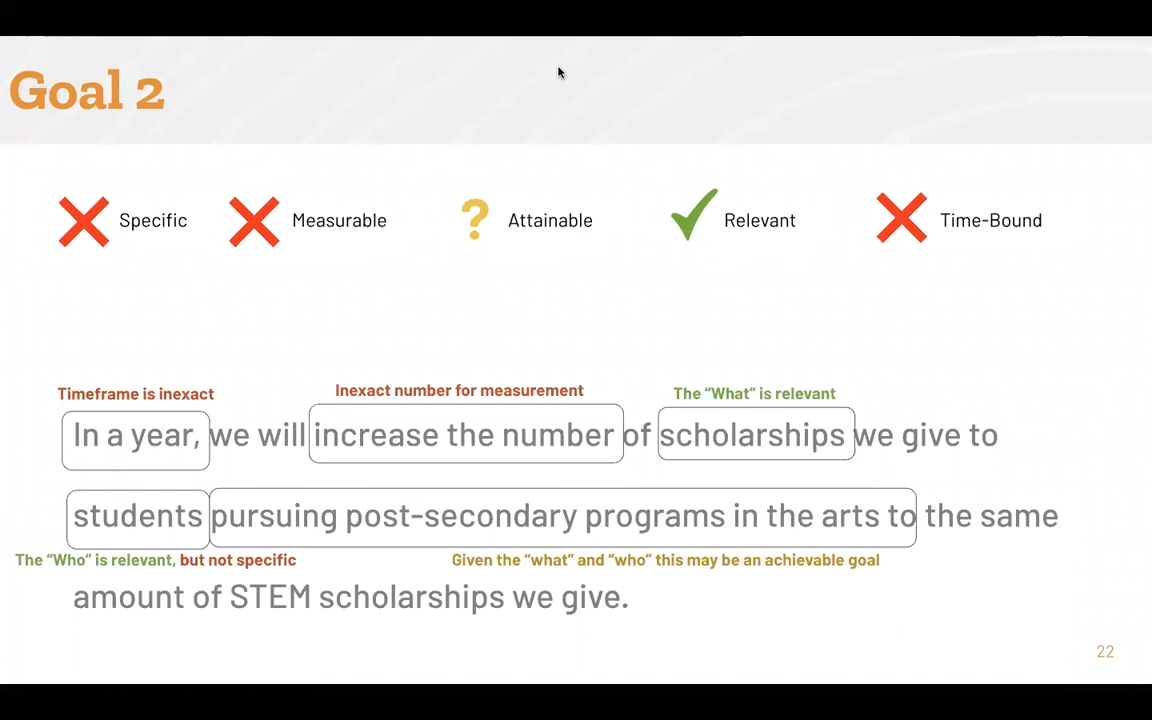 Goal 2
Specific Measurable ? Attainable Relevant Time-Bound
Timeframe is inexact Inexact number for measurement The “What” is relevant
In a year, we will increase the number of scholarships we give to
students pursuing post-secondary programs in the arts to the same
The “Who” is relevant, but not specific Given the “what” and “who” this may be an achievable goal
amount of STEM scholarships we give.
22